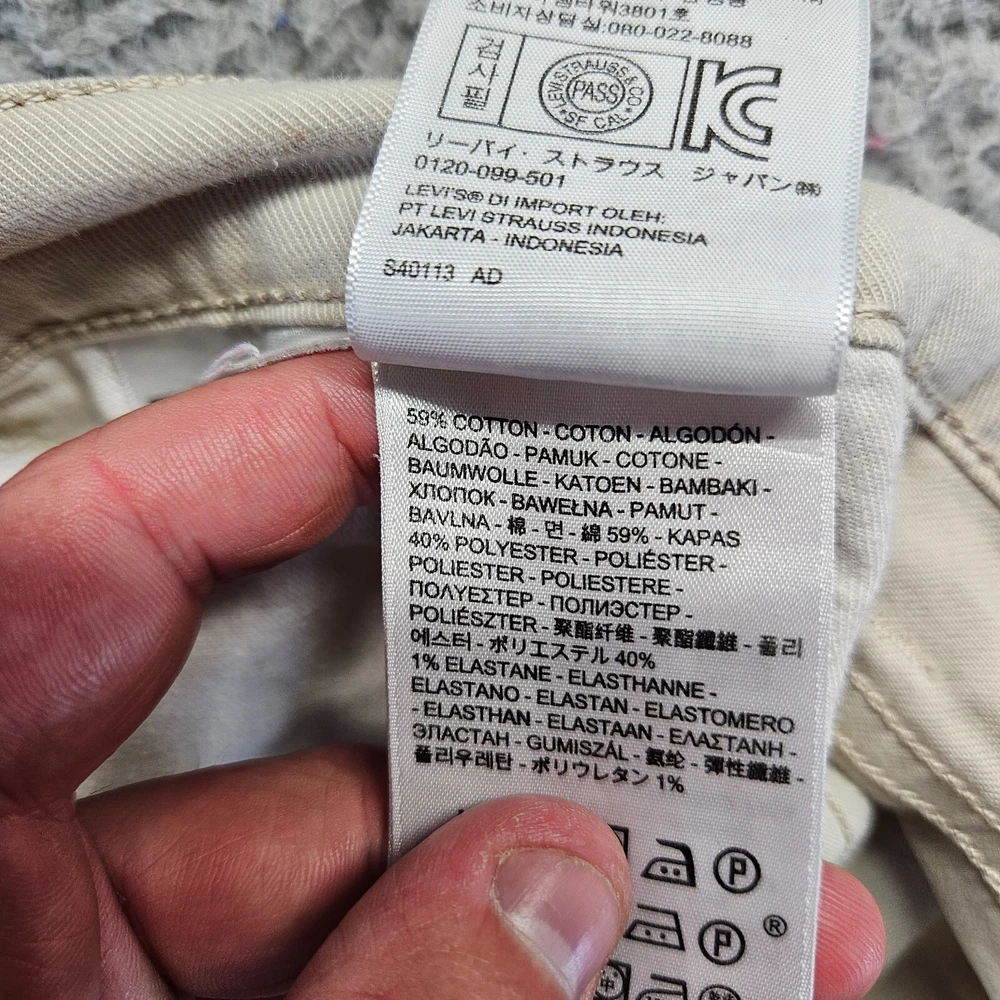 소비자상담실:080-022-8088
검사필
LEVI STRAUSS & CO.
PASS
SF CAL
KC
リーバイ・ストラウス ジャパン㈱
0120-099-501
LEVI'S® DI IMPORT OLEH:
PT LEVI STRAUSS INDONESIA
JAKARTA - INDONESIA
S40113 AD
59% COTTON - COTON - ALGODÓN -
ALGODÃO - PAMUK - COTONE -
BAUMWOLLE - KATOEN - BAMBAKI -
ХЛОПОК - BAWEŁNA - PAMUT -
BAVLNA - 棉 - 면 - 綿 59% - KAPAS
40% POLYESTER - POLIÉSTER -
POLIESTER - POLIESTERE -
ΠΟΛΥΕΣΤΕΡ - ПОЛИЭСТЕР -
POLIÉSZTER - 聚酯纤维 - 聚酯纖維 - 폴리
에스터 - ポリエステル 40%
1% ELASTANE - ELASTHANNE -
ELASTANO - ELASTAN - ELASTOMERO
- ELASTHAN - ELASTAAN - ΕΛΑΣΤΑΝΗ -
ЭЛАСТАН - GUMISZÁL - 氨纶 - 彈性纖維 -
폴리우레탄 - ポリウレタン 1%
P
P ®